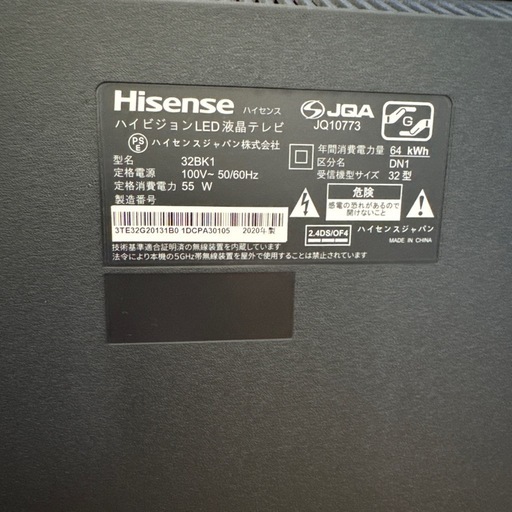 Hisense ハイセンス
ハイビジョンLED液晶テレビ
PS E ハイセンスジャパン株式会社
型名 32BK1
定格電源 100V~ 50/60Hz
定格消費電力 55 W
製造番号
3TE32G20131B0 1DCPA30105 2020年製
技術基準適合証明済の無線装置を内蔵しています
法令により本機の5GHz帯無線装置を屋外で使用することは禁止されています
JQA
JQ10773
G
年間消費電力量 64 kWh
区分名 DN1
受信機型サイズ 32型
危険
感電の恐れがあるので
開けないこと
2.4DS/OF4
ハイセンスジャパン
MADE IN CHINA